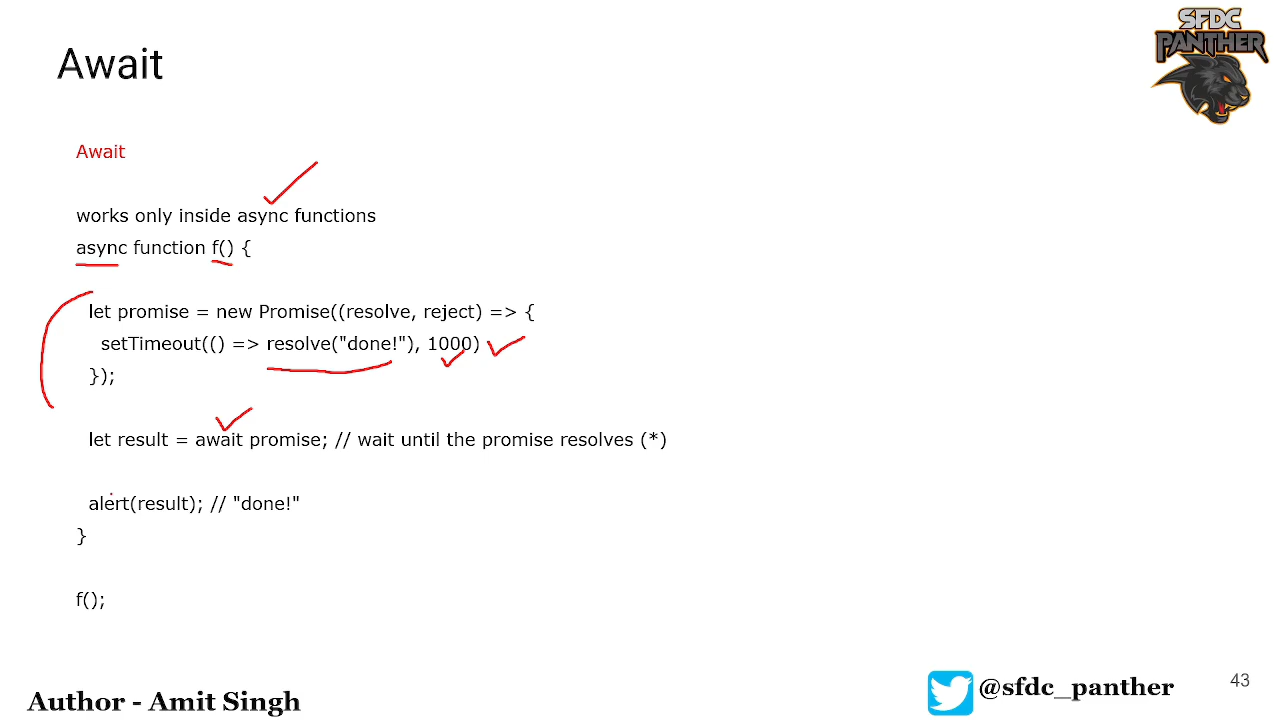 SFDC
PANTHER
Await
Await
works only inside async functions
async function f() {
let promise = new Promise((resolve, reject) => {
setTimeout(() => resolve("done!"), 1000)
});
let result = await promise; // wait until the promise resolves (*)
alert(result); // "done!"
}
f();
Author - Amit Singh
@sfdc_panther
43